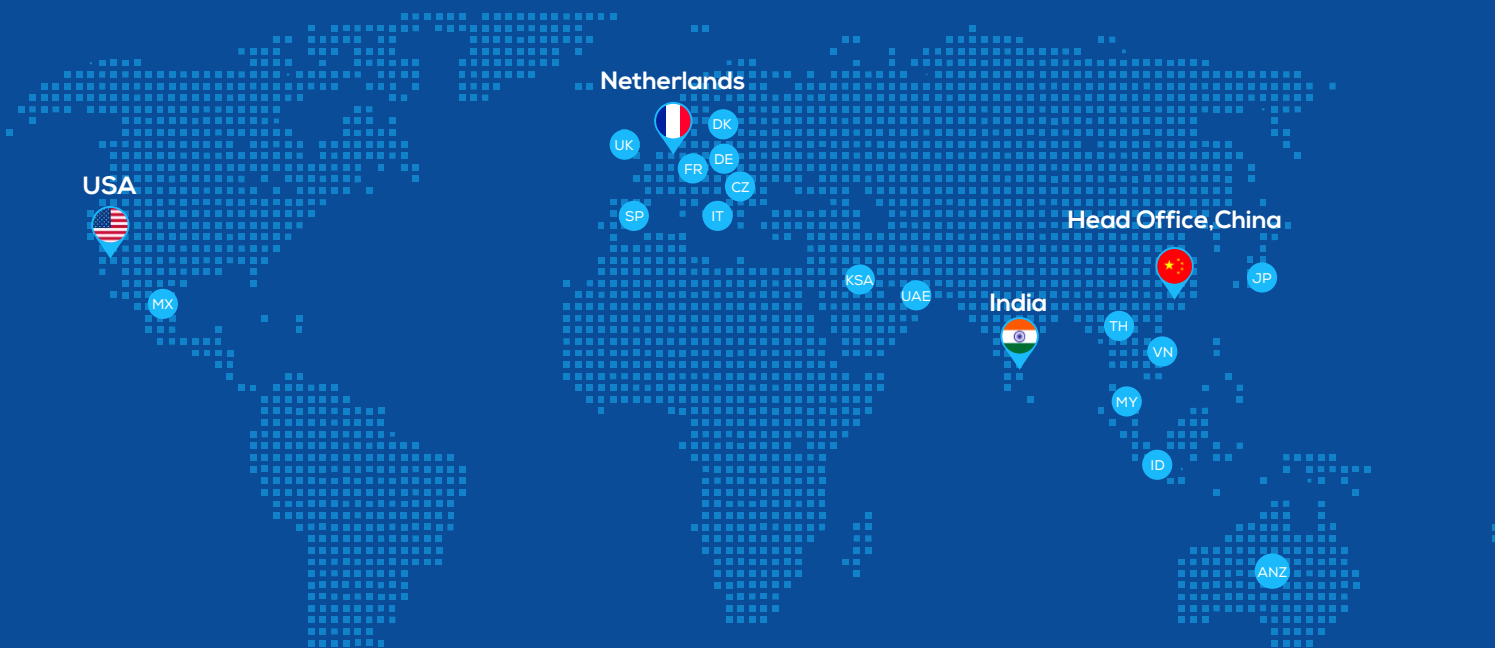 Netherlands
DK
UK
DE
FR
CZ
USA
SP
IT
Head Office,China
KSA
JP
UAE
MX
India
TH
VN
MY
ID
ANZ